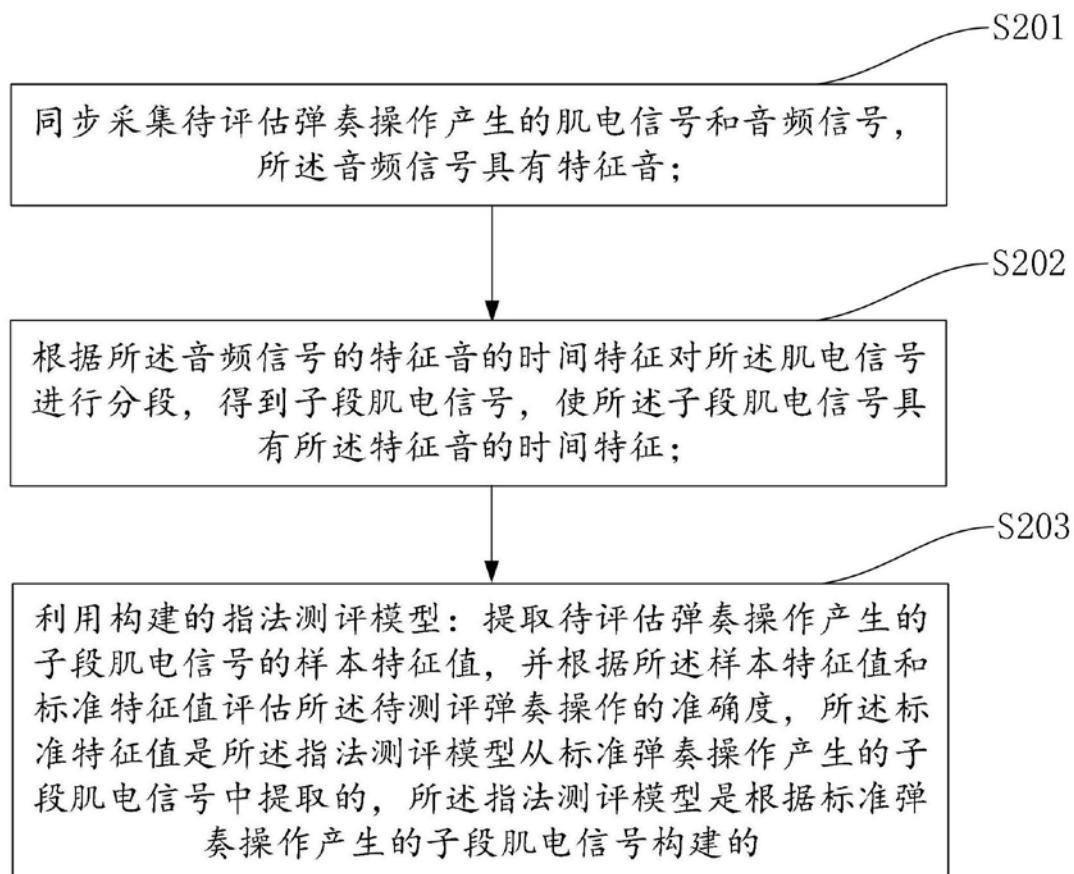 S201
同步采集待评估弹奏操作产生的肌电信号和音频信号，
所述音频信号具有特征音；
S202
根据所述音频信号的特征音的时间特征对所述肌电信号
进行分段，得到子段肌电信号，使所述子段肌电信号具
有所述特征音的时间特征；
S203
利用构建的指法测评模型：提取待评估弹奏操作产生的
子段肌电信号的样本特征值，并根据所述样本特征值和
标准特征值评估所述待测评弹奏操作的准确度，所述标
准特征值是所述指法测评模型从标准弹奏操作产生的子
段肌电信号中提取的，所述指法测评模型是根据标准弹
奏操作产生的子段肌电信号构建的